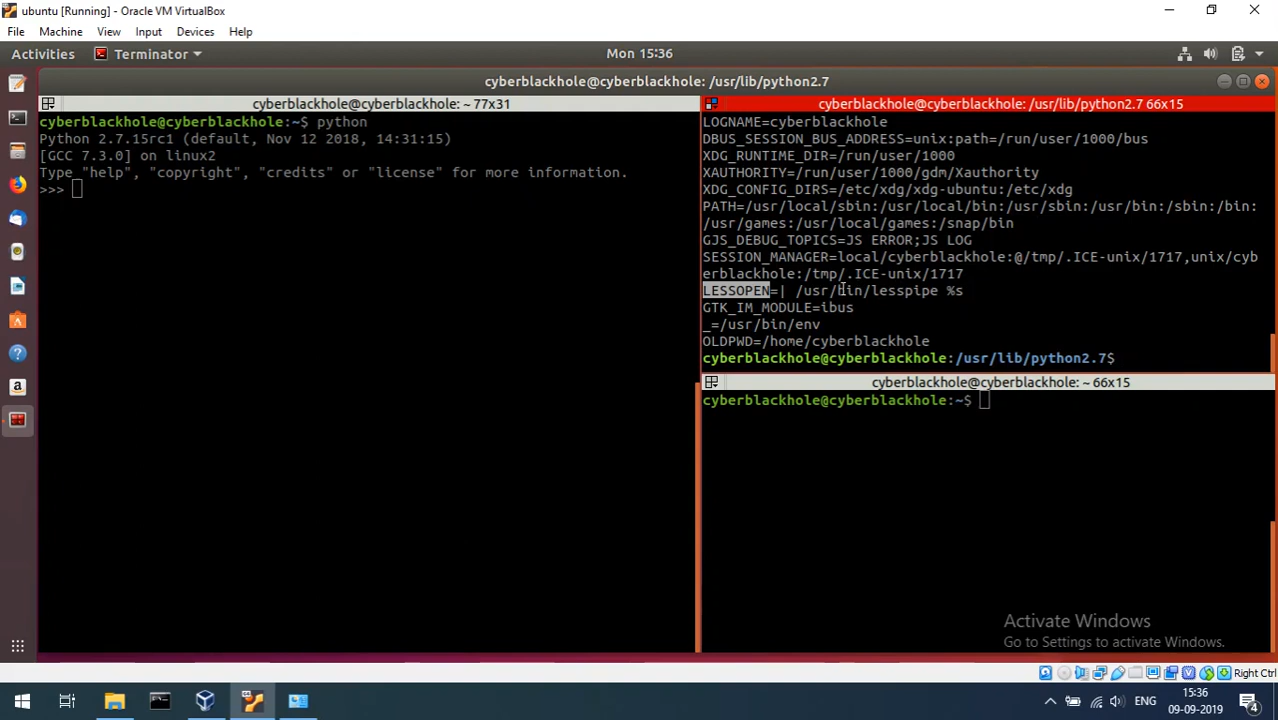 ubuntu [Running] - Oracle VM VirtualBox
File Machine View Input Devices Help
Activities Terminator Mon 15:36
cyberblackhole@cyberblackhole: /usr/lib/python2.7
cyberblackhole@cyberblackhole: ~ 77x31
cyberblackhole@cyberblackhole:~$ python
Python 2.7.15rc1 (default, Nov 12 2018, 14:31:15)
[GCC 7.3.0] on linux2
Type "help", "copyright", "credits" or "license" for more information.
>>>
cyberblackhole@cyberblackhole: /usr/lib/python2.7 66x15
LOGNAME=cyberblackhole
DBUS_SESSION_BUS_ADDRESS=unix:path=/run/user/1000/bus
XDG_RUNTIME_DIR=/run/user/1000
XAUTHORITY=/run/user/1000/gdm/Xauthority
XDG_CONFIG_DIRS=/etc/xdg/xdg-ubuntu:/etc/xdg
PATH=/usr/local/sbin:/usr/local/bin:/usr/sbin:/usr/bin:/sbin:/bin:
/usr/games:/usr/local/games:/snap/bin
GJS_DEBUG_TOPICS=JS ERROR;JS LOG
SESSION_MANAGER=local/cyberblackhole:@/tmp/.ICE-unix/1717,unix/cyb
erblackhole:/tmp/.ICE-unix/1717
LESSOPEN=| /usr/bin/lesspipe %s
GTK_IM_MODULE=ibus
_=/usr/bin/env
OLDPWD=/home/cyberblackhole
cyberblackhole@cyberblackhole:/usr/lib/python2.7$
cyberblackhole@cyberblackhole: ~ 66x15
cyberblackhole@cyberblackhole:~$
Activate Windows
Go to Settings to activate Windows.
Right Ctrl
ENG
15:36
09-09-2019
4